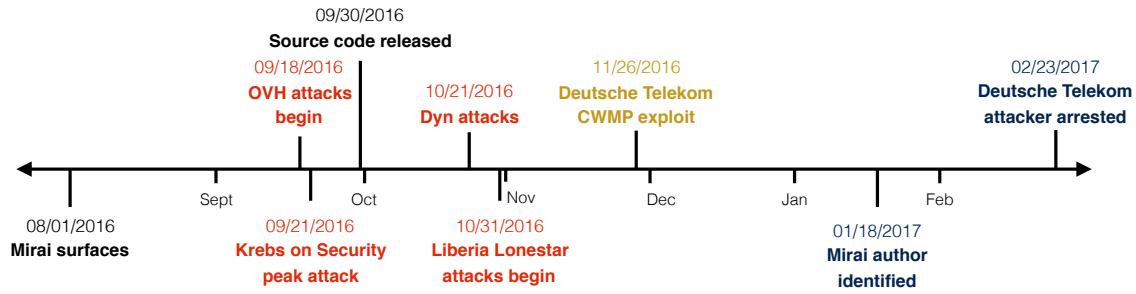 09/30/2016
Source code released
09/18/2016
OVH attacks
begin
10/21/2016
Dyn attacks
11/26/2016
Deutsche Telekom
CWMP exploit
02/23/2017
Deutsche Telekom
attacker arrested
Sept
Oct
Nov
Dec
Jan
Feb
08/01/2016
Mirai surfaces
09/21/2016
Krebs on Security
peak attack
10/31/2016
Liberia Lonestar
attacks begin
01/18/2017
Mirai author
identified